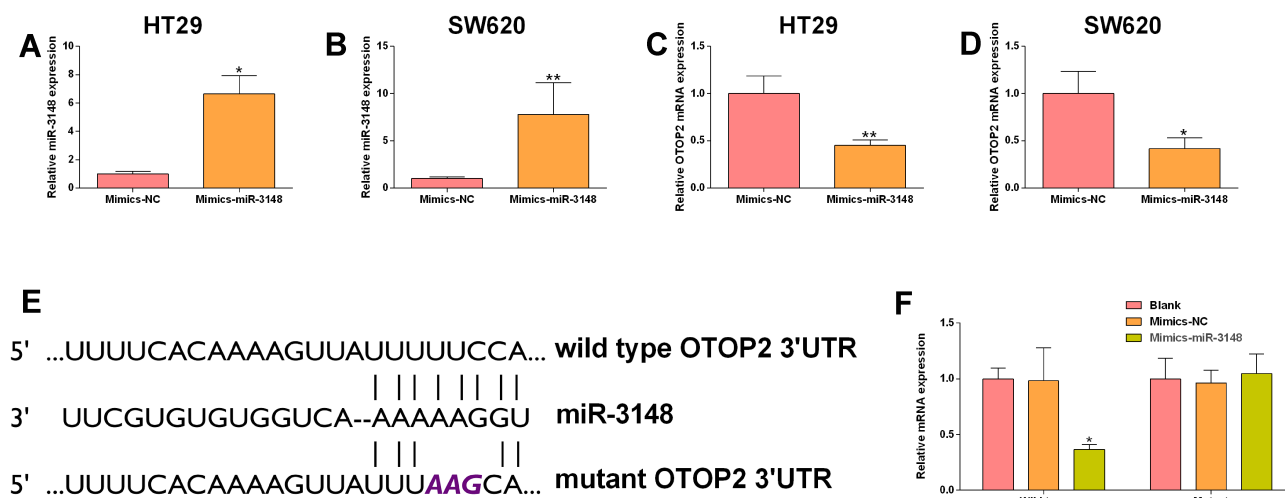 A
HT29
Relative miR-3148 expression
10
8
6
4
2
0
*
Mimics-NC
Mimics-miR-3148
B
SW620
Relative miR-3148 expression
15
10
5
0
**
Mimics-NC
Mimics-miR-3148
C
HT29
Relative OTOP2 mRNA expression
1.5
1.0
0.5
0.0
**
Mimics-NC
Mimics-miR-3148
D
SW620
Relative OTOP2 mRNA expression
1.5
1.0
0.5
0.0
*
Mimics-NC
Mimics-miR-3148
E
5' ...UUUUCACAAAAGUUAUUUUUCCA... wild type OTOP2 3'UTR
3' UUCGUGUGUGGUCA--AAAAAGGU miR-3148
5' ...UUUUCACAAAAGUUAUUUAAGCA... mutant OTOP2 3'UTR
F
Blank
Mimics-NC
Mimics-miR-3148
Relative mRNA expression
1.5
1.0
0.5
0.0
*